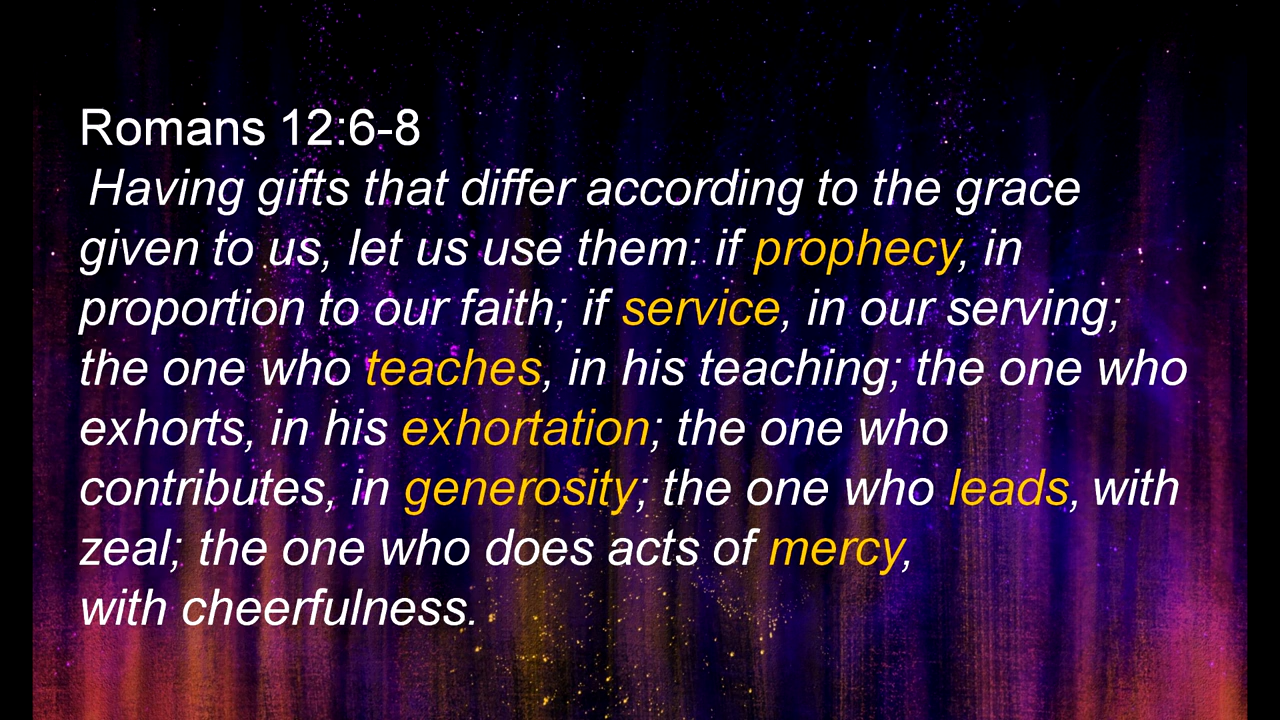 Romans 12:6-8
Having gifts that differ according to the grace
given to us, let us use them: if prophecy, in
proportion to our faith; if service, in our serving;
the one who teaches, in his teaching; the one who
exhorts, in his exhortation; the one who
contributes, in generosity; the one who leads, with
zeal; the one who does acts of mercy,
with cheerfulness.